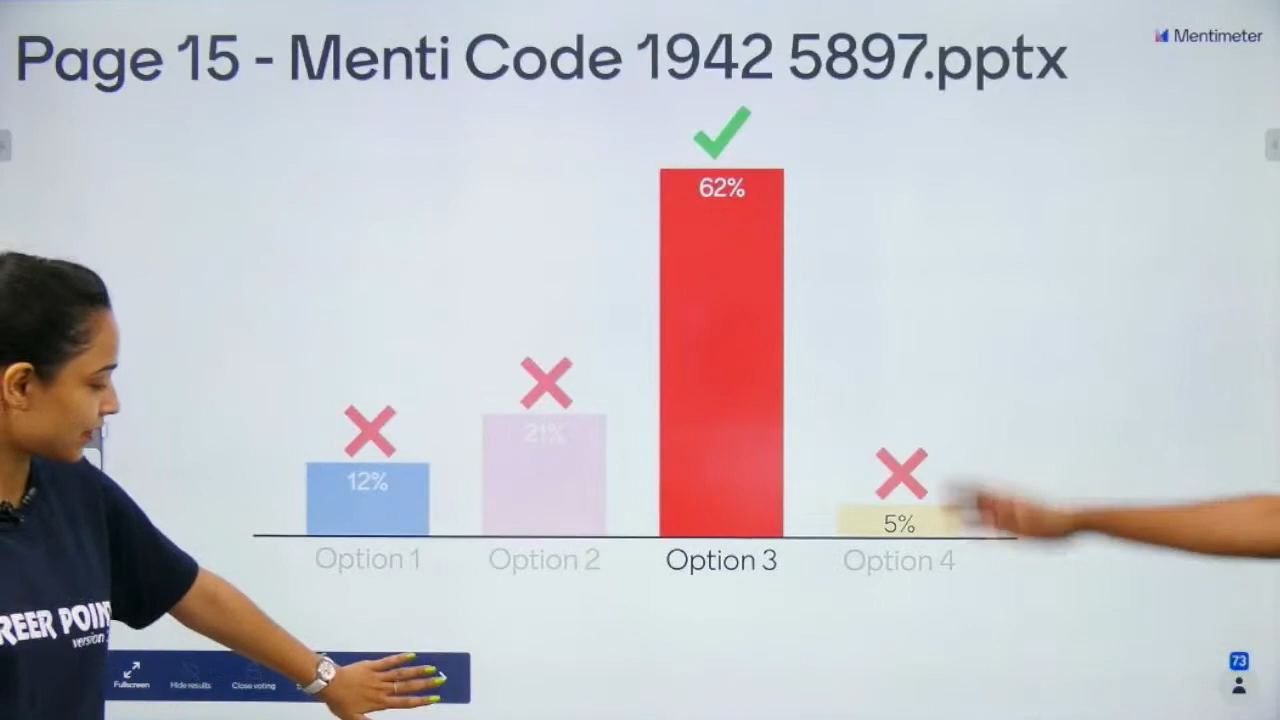 Page 15 - Menti Code 1942 5897.pptx
Mentimeter
62%
21%
12%
5%
Option 1
Option 2
Option 3
Option 4
REER POIN
version
Fullscreen
Hide results
Close voting
73